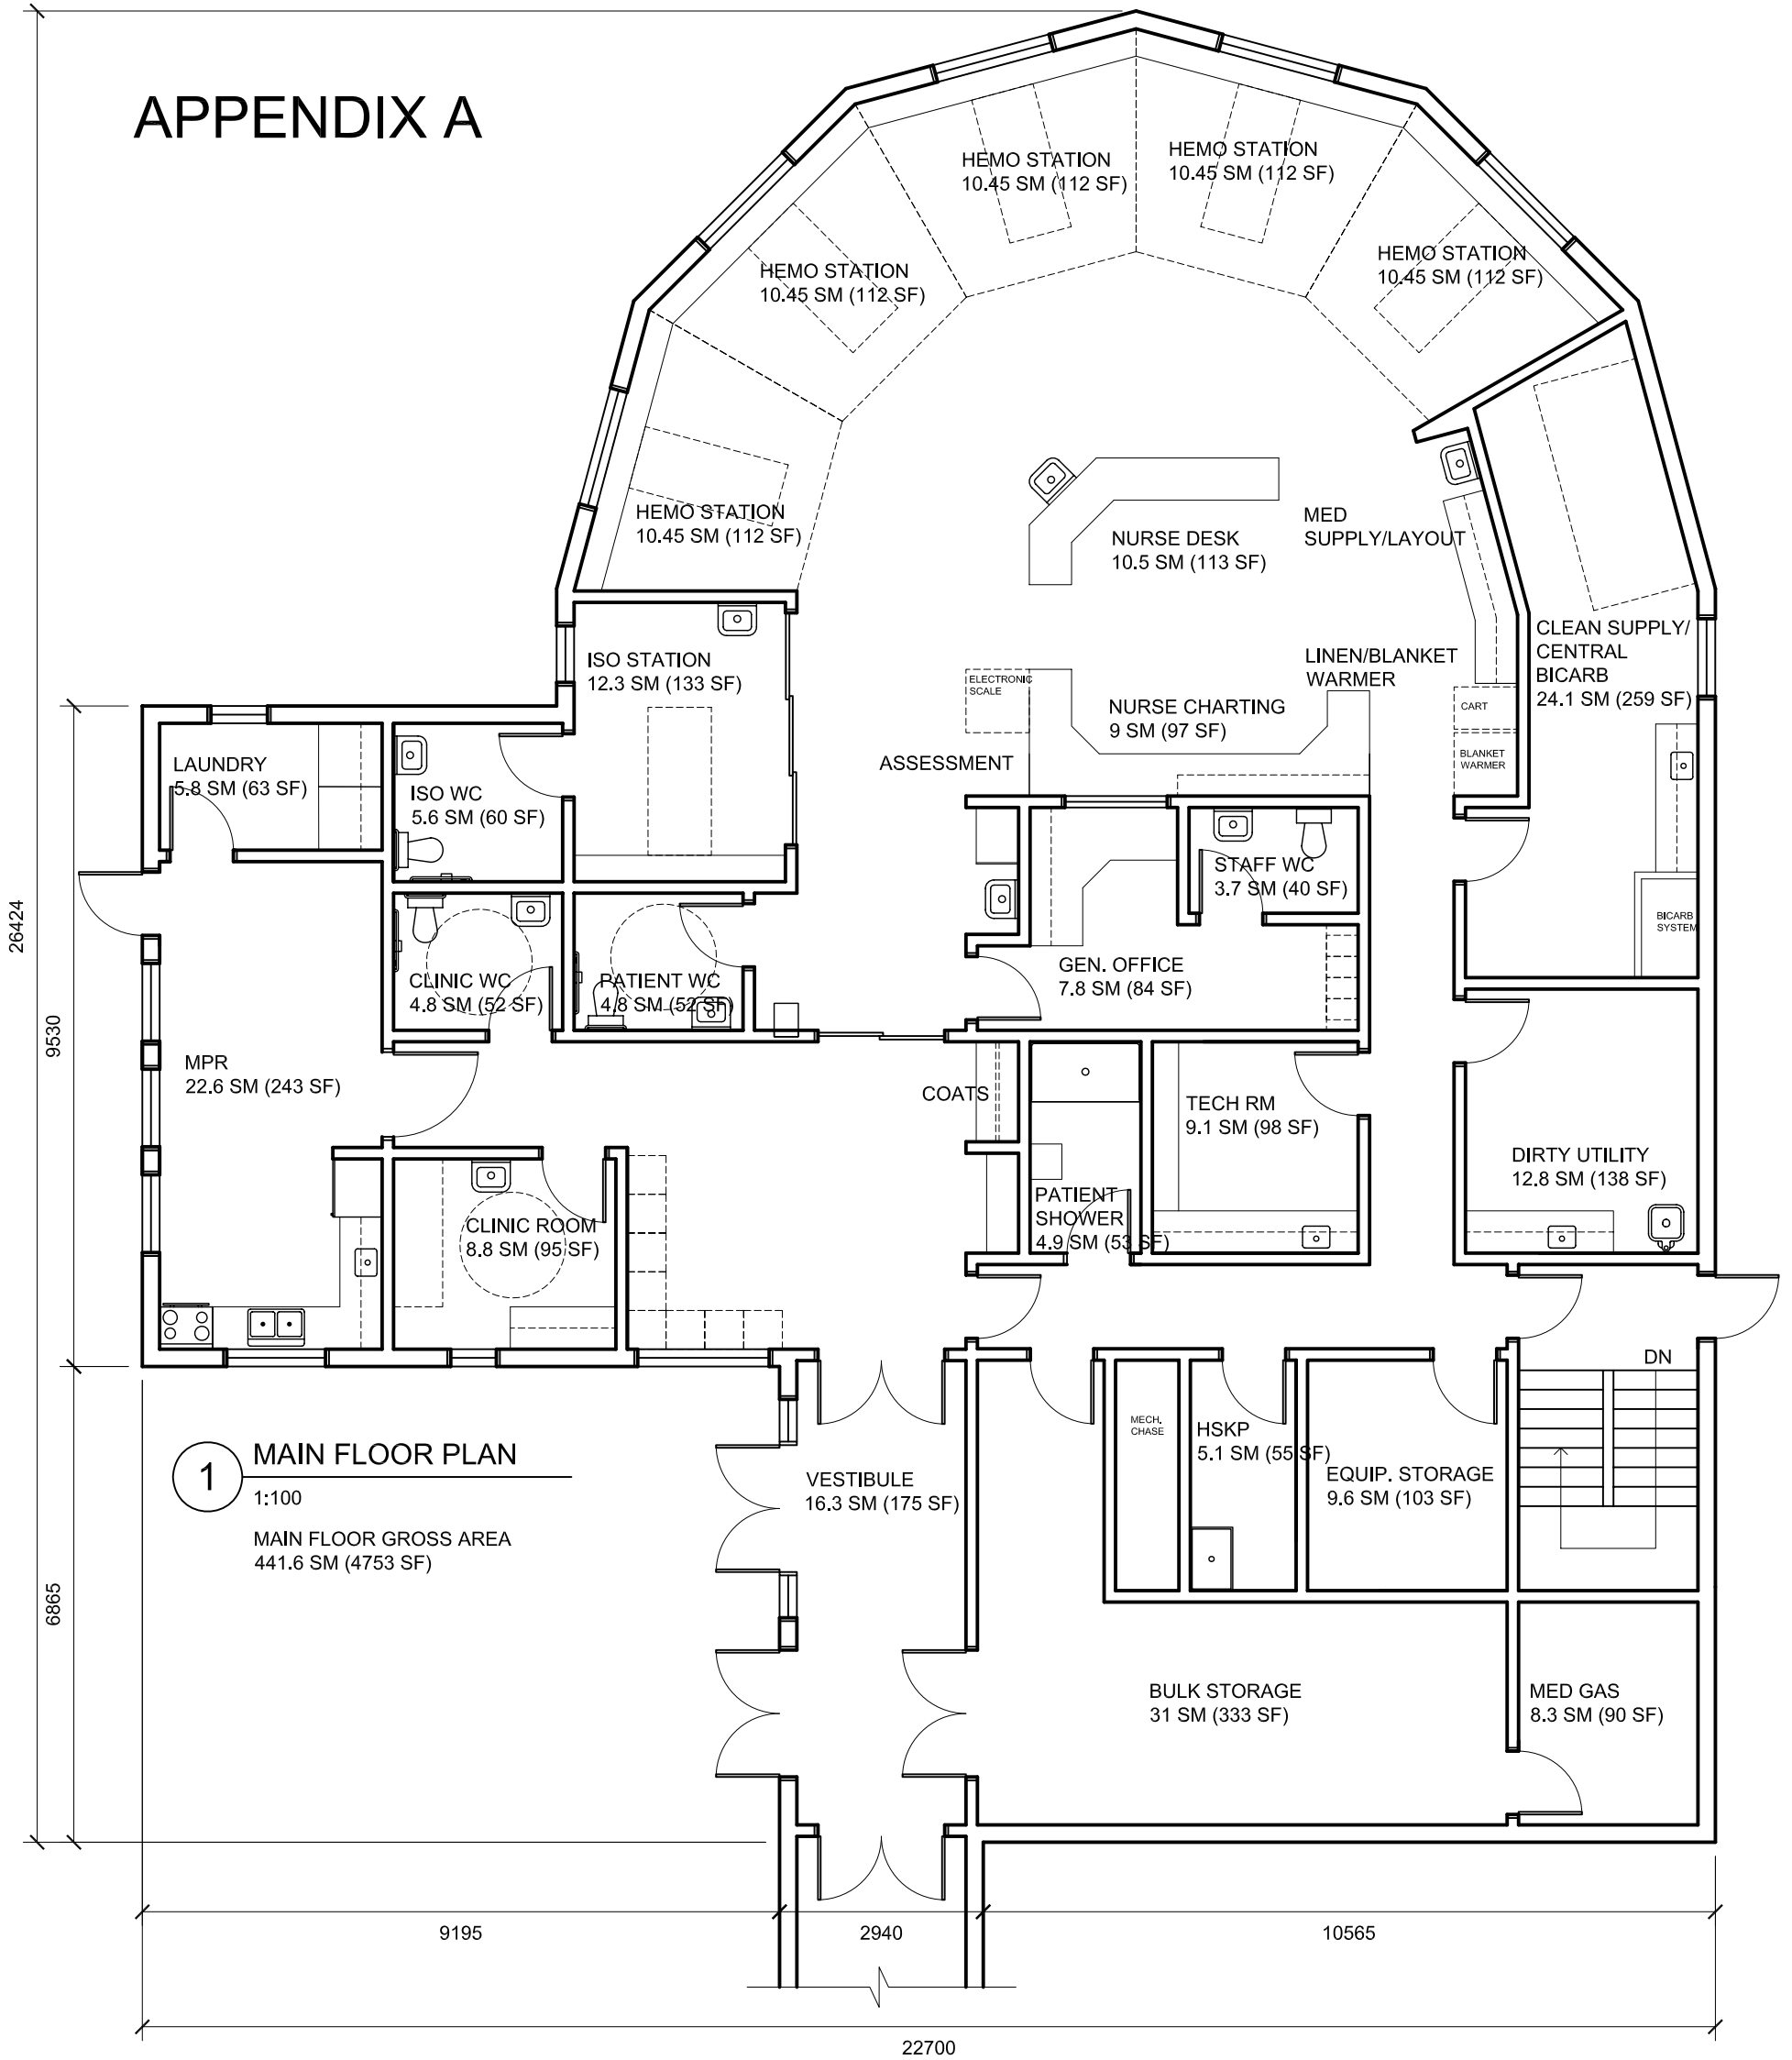 APPENDIX A
HEMO STATION
10.45 SM (112 SF)
HEMO STATION
10.45 SM (112 SF)
HEMO STATION
10.45 SM (112 SF)
HEMO STATION
10.45 SM (112 SF)
HEMO STATION
10.45 SM (112 SF)
NURSE DESK
10.5 SM (113 SF)
MED
SUPPLY/LAYOUT
CLEAN SUPPLY/
CENTRAL
BICARB
24.1 SM (259 SF)
ISO STATION
12.3 SM (133 SF)
ELECTRONIC
SCALE
LINEN/BLANKET
WARMER
NURSE CHARTING
9 SM (97 SF)
CART
BLANKET
WARMER
ASSESSMENT
LAUNDRY
5.8 SM (63 SF)
ISO WC
5.6 SM (60 SF)
STAFF WC
3.7 SM (40 SF)
BICARB
SYSTEM
GEN. OFFICE
7.8 SM (84 SF)
CLINIC WC
4.8 SM (52 SF)
PATIENT WC
4.8 SM (52 SF)
MPR
22.6 SM (243 SF)
COATS
TECH RM
9.1 SM (98 SF)
DIRTY UTILITY
12.8 SM (138 SF)
PATIENT
SHOWER
4.9 SM (53 SF)
CLINIC ROOM
8.8 SM (95 SF)
DN
MECH.
CHASE
HSKP
5.1 SM (55 SF)
EQUIP. STORAGE
9.6 SM (103 SF)
VESTIBULE
16.3 SM (175 SF)
1
MAIN FLOOR PLAN
1:100
MAIN FLOOR GROSS AREA
441.6 SM (4753 SF)
BULK STORAGE
31 SM (333 SF)
MED GAS
8.3 SM (90 SF)
26424
9530
6865
9195
2940
10565
22700